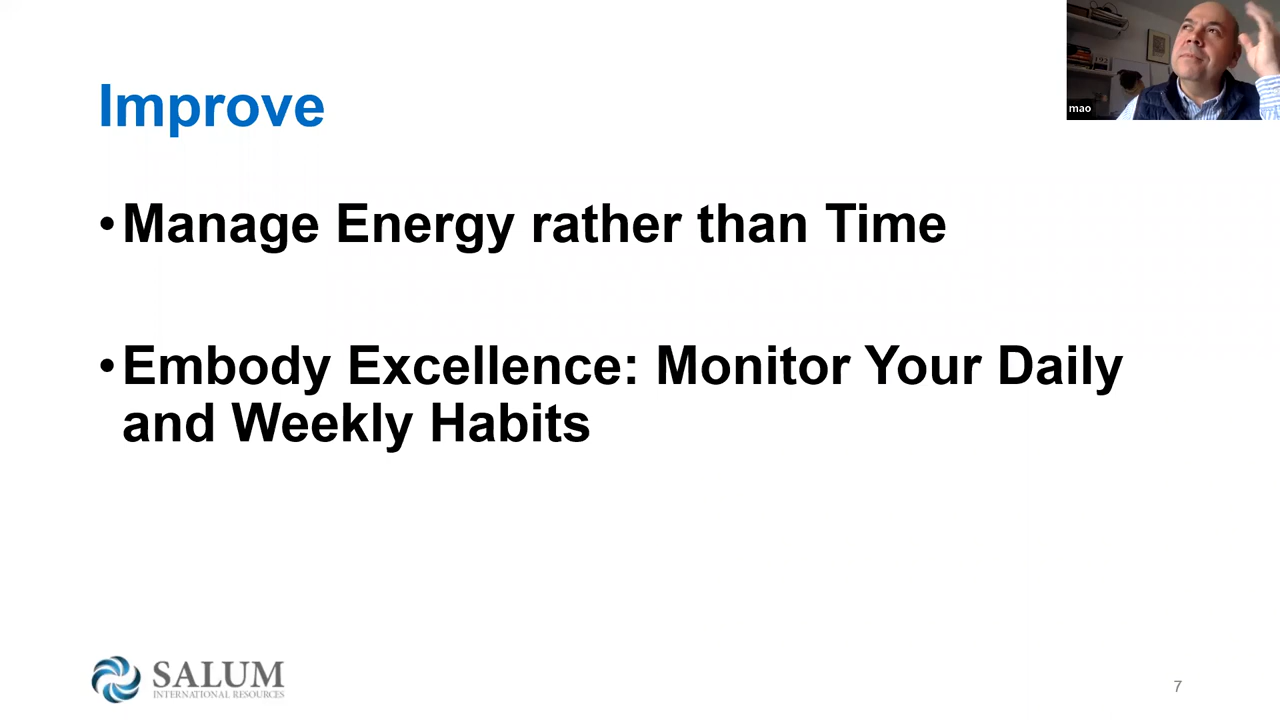 mao
Improve
•Manage Energy rather than Time
•Embody Excellence: Monitor Your Daily
and Weekly Habits
SALUM
INTERNATIONAL RESOURCES
7